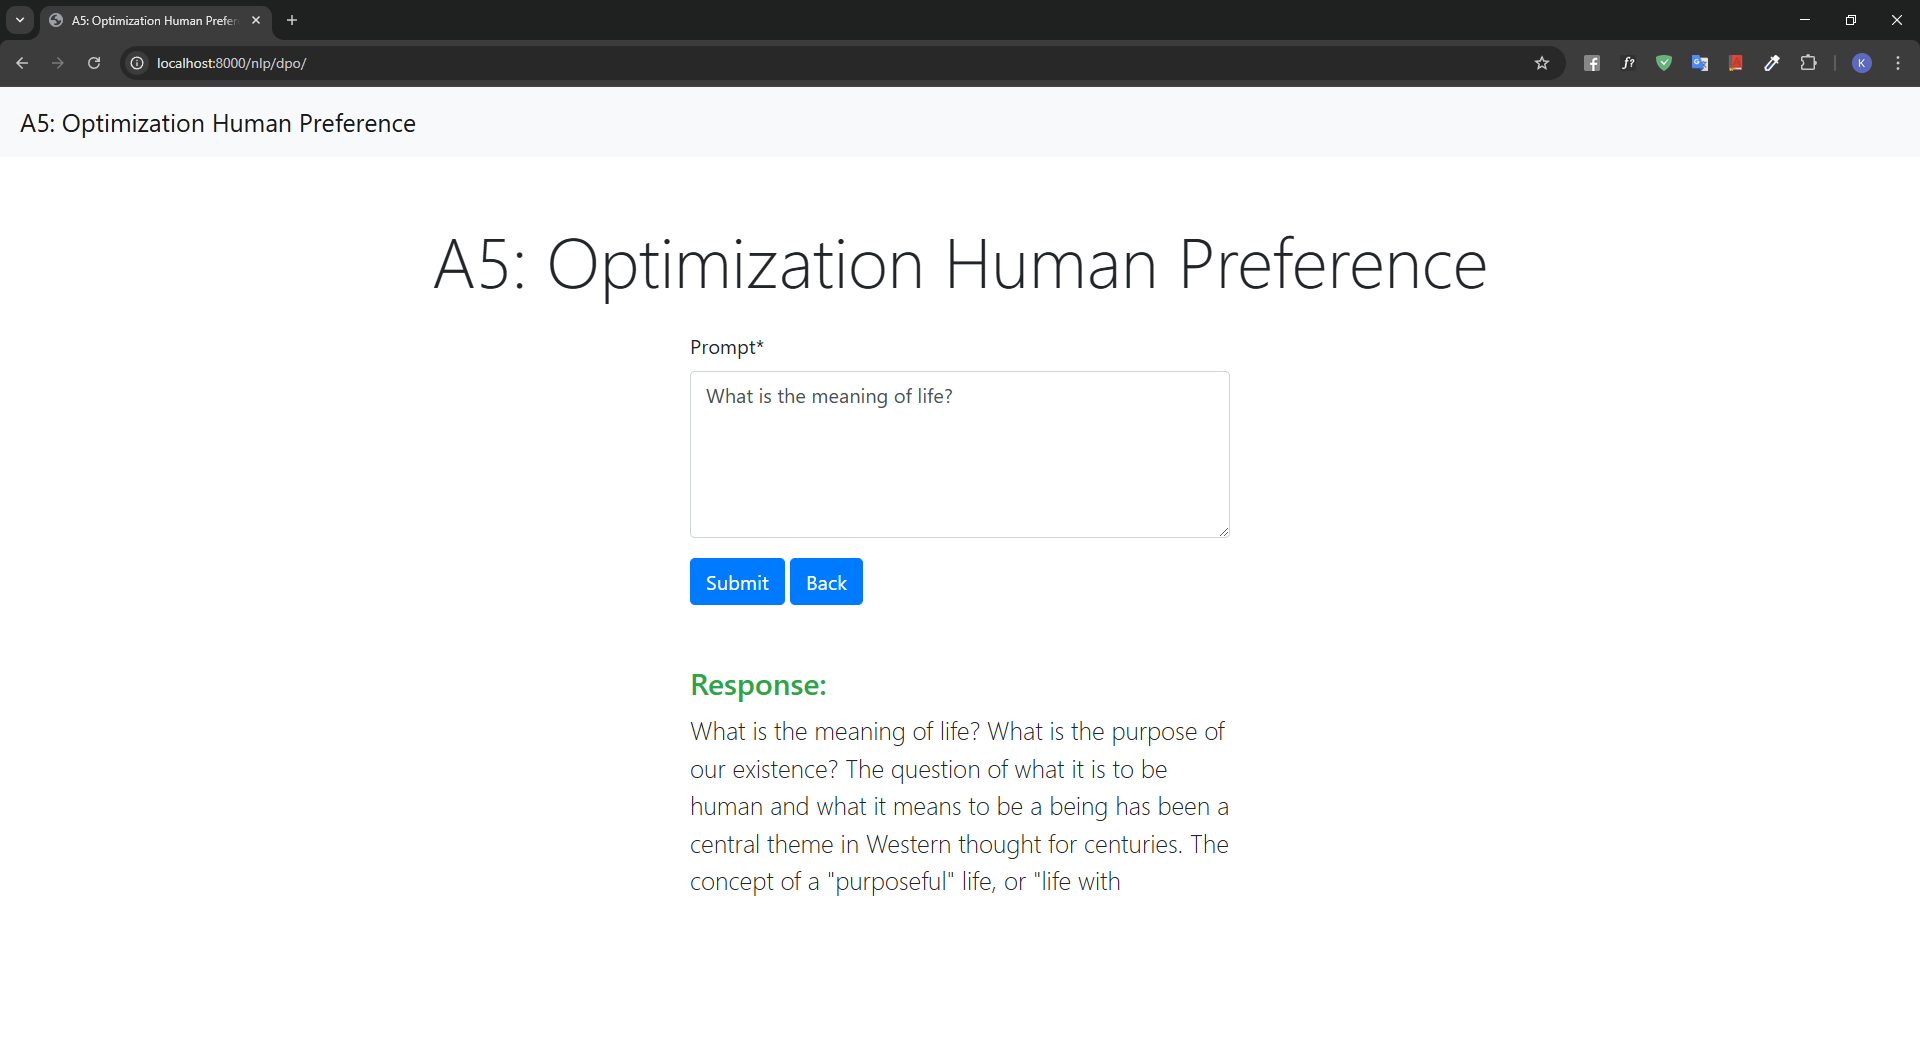 A5: Optimization Human Prefer
localhost:8000/nlp/dpo/
f?
K
A5: Optimization Human Preference
A5: Optimization Human Preference
Prompt*
What is the meaning of life?
Submit Back
Response:
What is the meaning of life? What is the purpose of
our existence? The question of what it is to be
human and what it means to be a being has been a
central theme in Western thought for centuries. The
concept of a "purposeful" life, or "life with